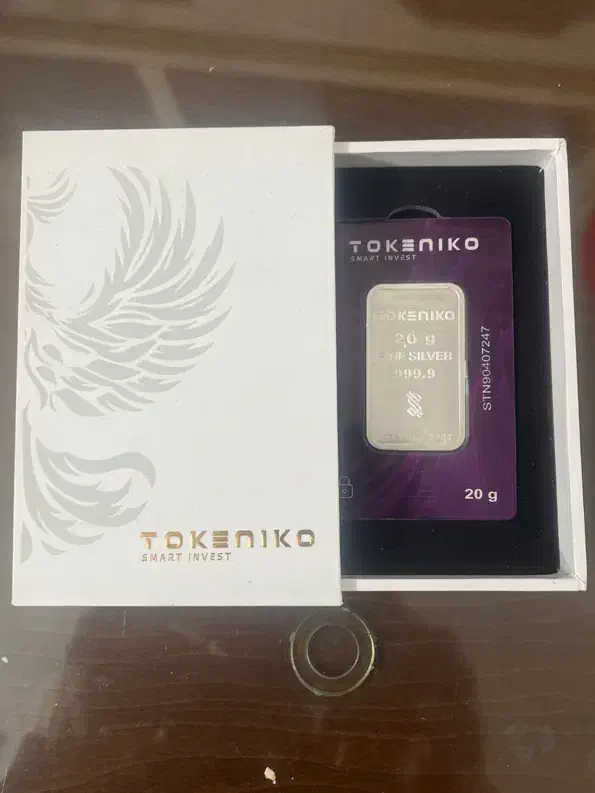 TOKENIKO
SMART INVEST
TOKENIKO
SMART INVEST
TOKENIKO
20 g
FINE SILVER
999.9
STN90407247
20 g